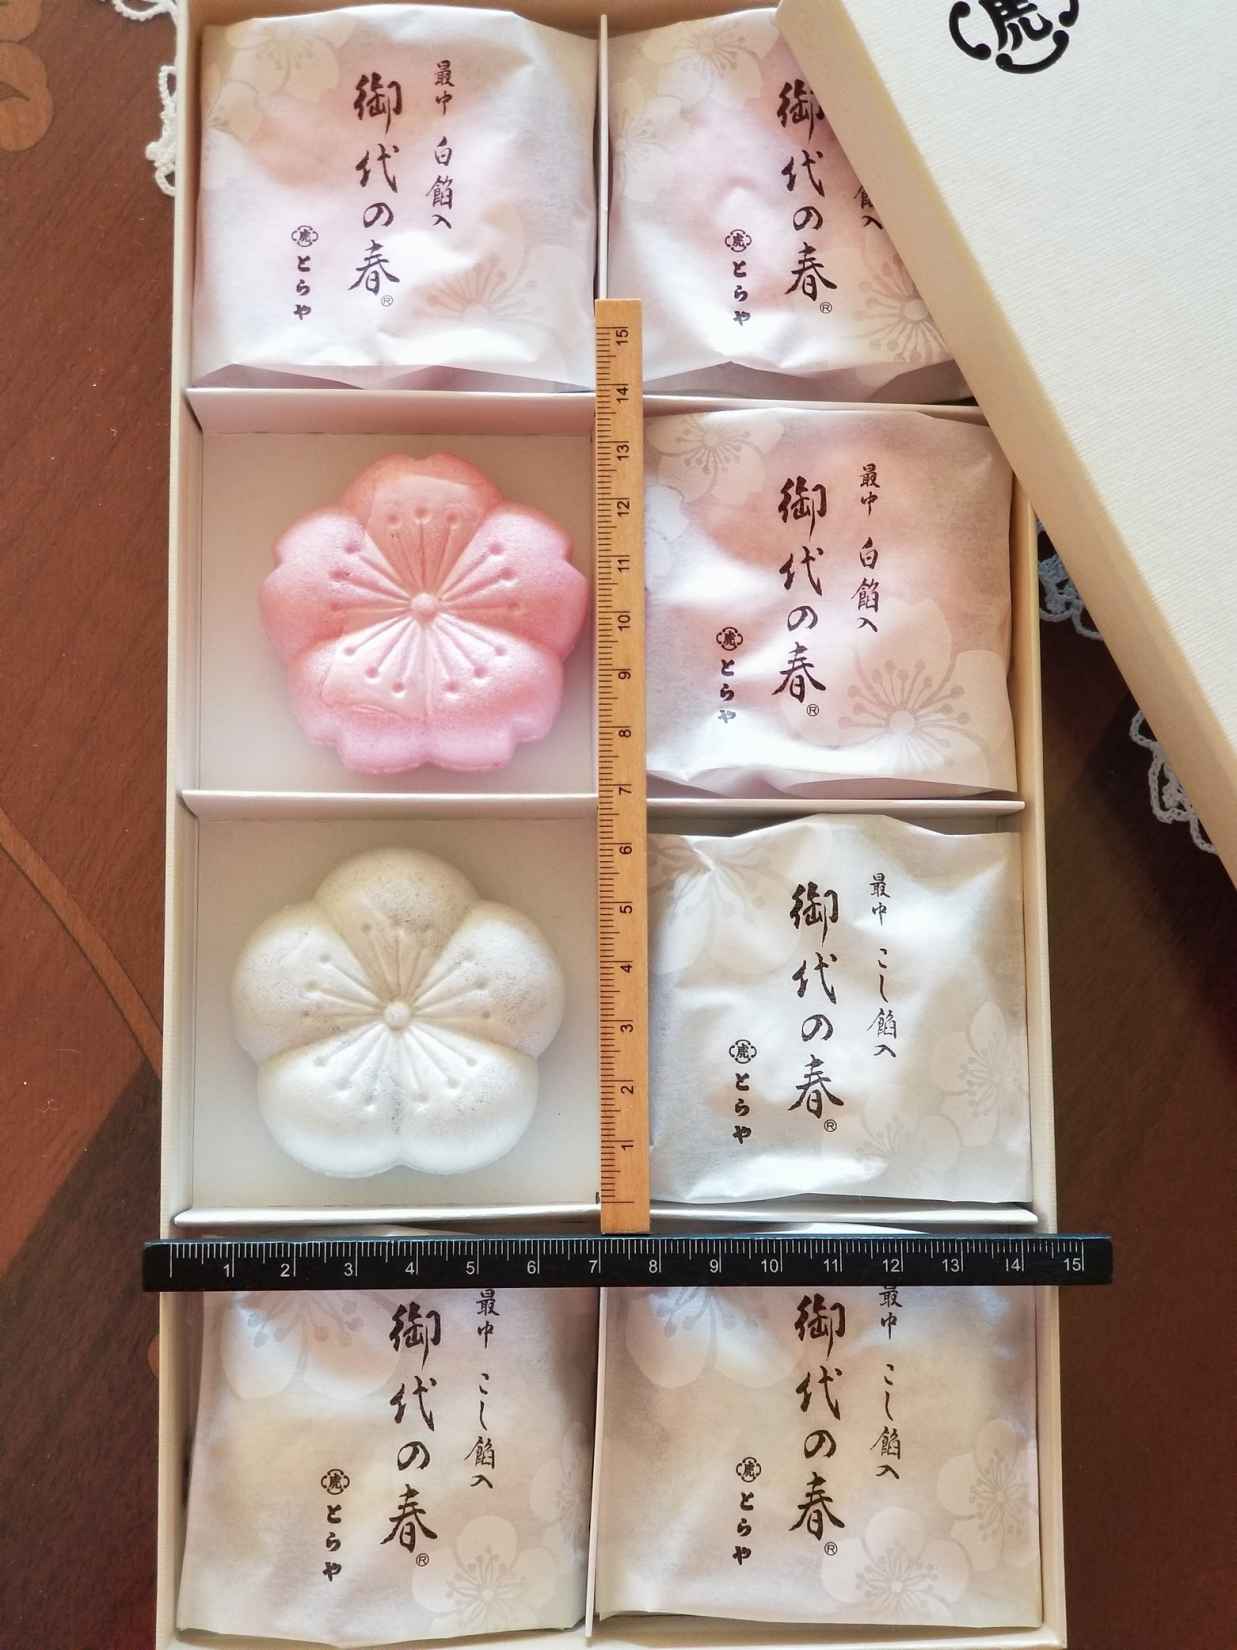 虎
最中 白餡入
御代の春®
虎 とらや
御代の春®
餡入
虎 とらや
最中 白餡入
御代の春®
虎 とらや
最中 こし餡入
御代の春®
虎 とらや
最中 こし餡入
御代の春®
虎 とらや
最中 こし餡入
御代の春®
虎 とらや
15
14
13
12
11
10
9
8
7
6
5
4
3
2
1
1 2 3 4 5 6 7 8 9 10 11 12 13 14 15